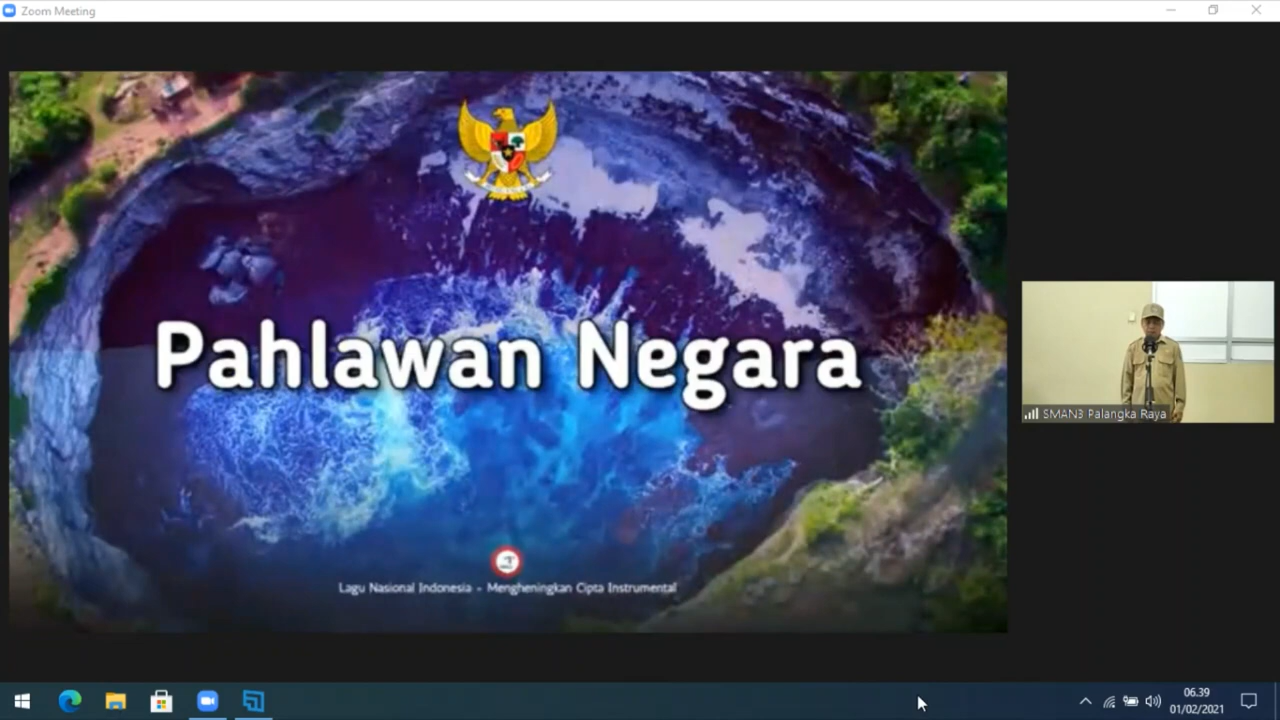 Zoom Meeting
Pahlawan Negara
Lagu Nasional Indonesia - Mengheningkan Cipta Instrumental
SMAN3 Palangka Raya
06.39
01/02/2021